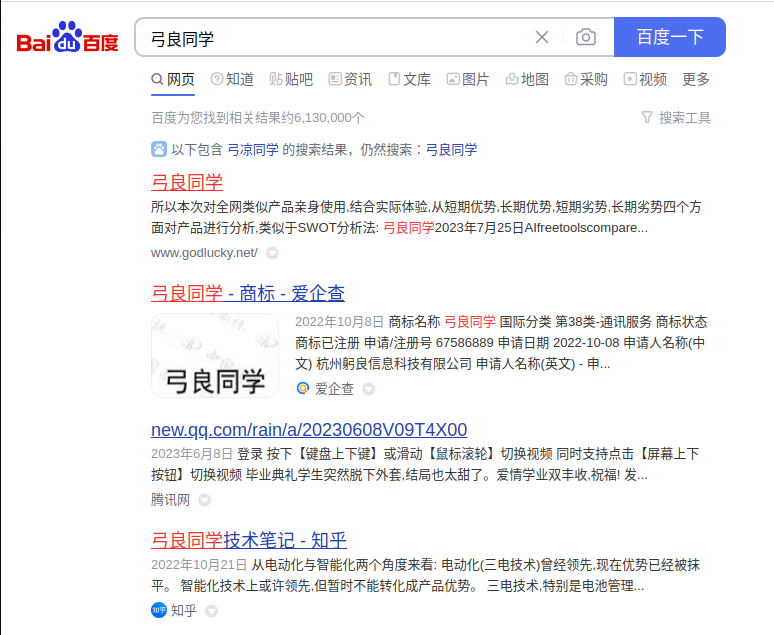 Bai du 百度 弓良同学 百度一下
网页 知道 贴吧 资讯 文库 图片 地图 采购 视频 更多
百度为您找到相关结果约6,130,000个 搜索工具
以下包含 弓凉同学 的搜索结果，仍然搜索：弓良同学
弓良同学
所以本次对全网类似产品亲身使用,结合实际体验,从短期优势,长期优势,短期劣势,长期劣势四个方
面对产品进行分析,类似于SWOT分析法: 弓良同学2023年7月25日AIfreetoolscompare...
www.godlucky.net/
弓良同学 - 商标 - 爱企查
2022年10月8日 商标名称 弓良同学 国际分类 第38类-通讯服务 商标状态
商标已注册 申请/注册号 67586889 申请日期 2022-10-08 申请人名称(中
文) 杭州躬良信息科技有限公司 申请人名称(英文) - 申...
弓良同学
爱企查
new.qq.com/rain/a/20230608V09T4X00
2023年6月8日 登录 按下【键盘上下键】或滑动【鼠标滚轮】切换视频 同时支持点击【屏幕上下
按钮】切换视频 毕业典礼学生突然脱下外套,结局也太甜了。爱情学业双丰收,祝福! 发...
腾讯网
弓良同学技术笔记 - 知乎
2022年10月21日 从电动化与智能化两个角度来看: 电动化(三电技术)曾经领先,现在优势已经被抹
平。 智能化技术上或许领先,但暂时不能转化成产品优势。 三电技术,特别是电池管理...
知乎 知乎